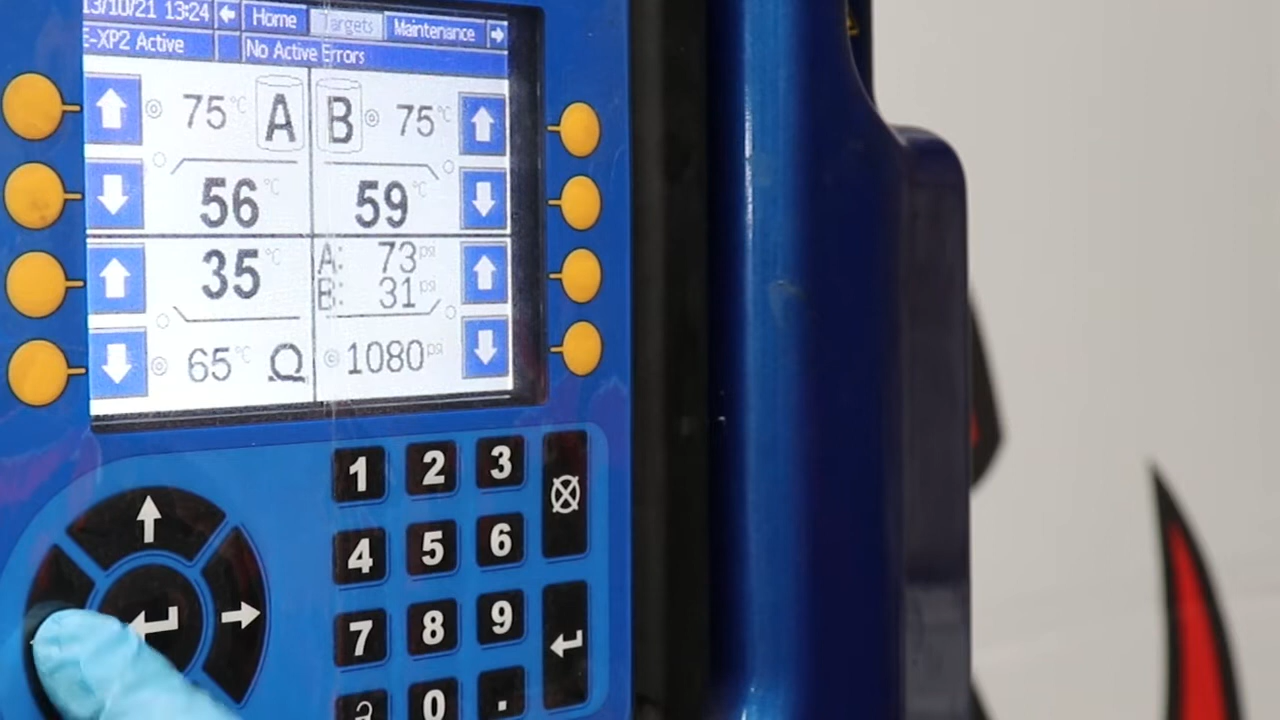 13/10/21 13:24 Home Targets Maintenance
E-XP2 Active No Active Errors
75 °C A B 75 °C
56 °C 59 °C
35 °C A: 73 psi
B: 31 psi
65 °C 1080 psi
1 2 3
4 5 6
7 8 9
0 .